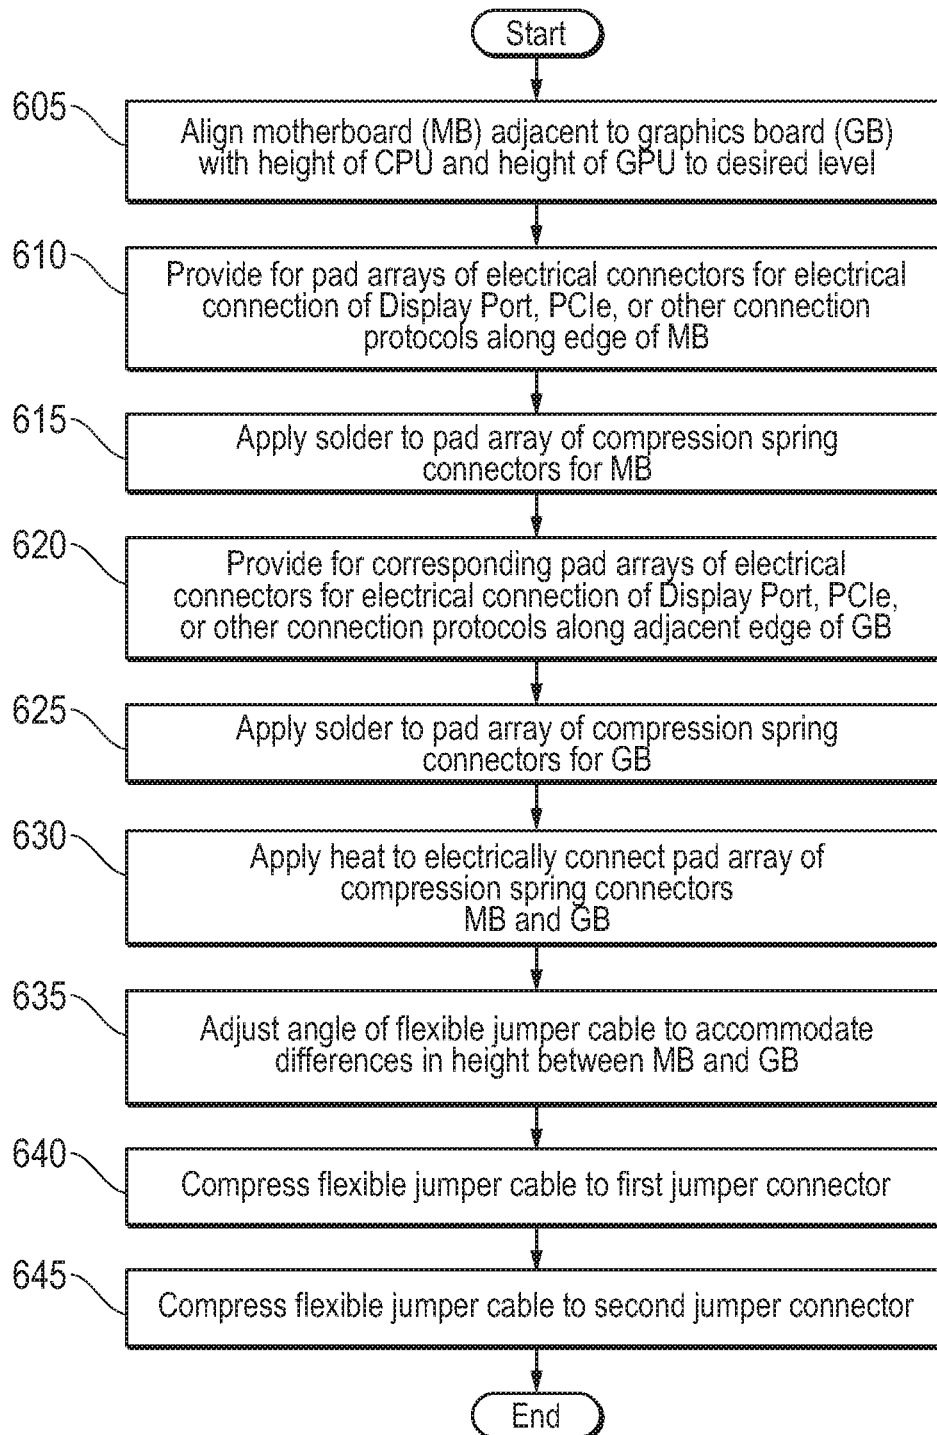 Start
605
Align motherboard (MB) adjacent to graphics board (GB)
with height of CPU and height of GPU to desired level
610
Provide for pad arrays of electrical connectors for electrical
connection of Display Port, PCIe, or other connection
protocols along edge of MB
615
Apply solder to pad array of compression spring
connectors for MB
620
Provide for corresponding pad arrays of electrical
connectors for electrical connection of Display Port, PCIe,
or other connection protocols along adjacent edge of GB
625
Apply solder to pad array of compression spring
connectors for GB
630
Apply heat to electrically connect pad array of
compression spring connectors
MB and GB
635
Adjust angle of flexible jumper cable to accommodate
differences in height between MB and GB
640
Compress flexible jumper cable to first jumper connector
645
Compress flexible jumper cable to second jumper connector
End